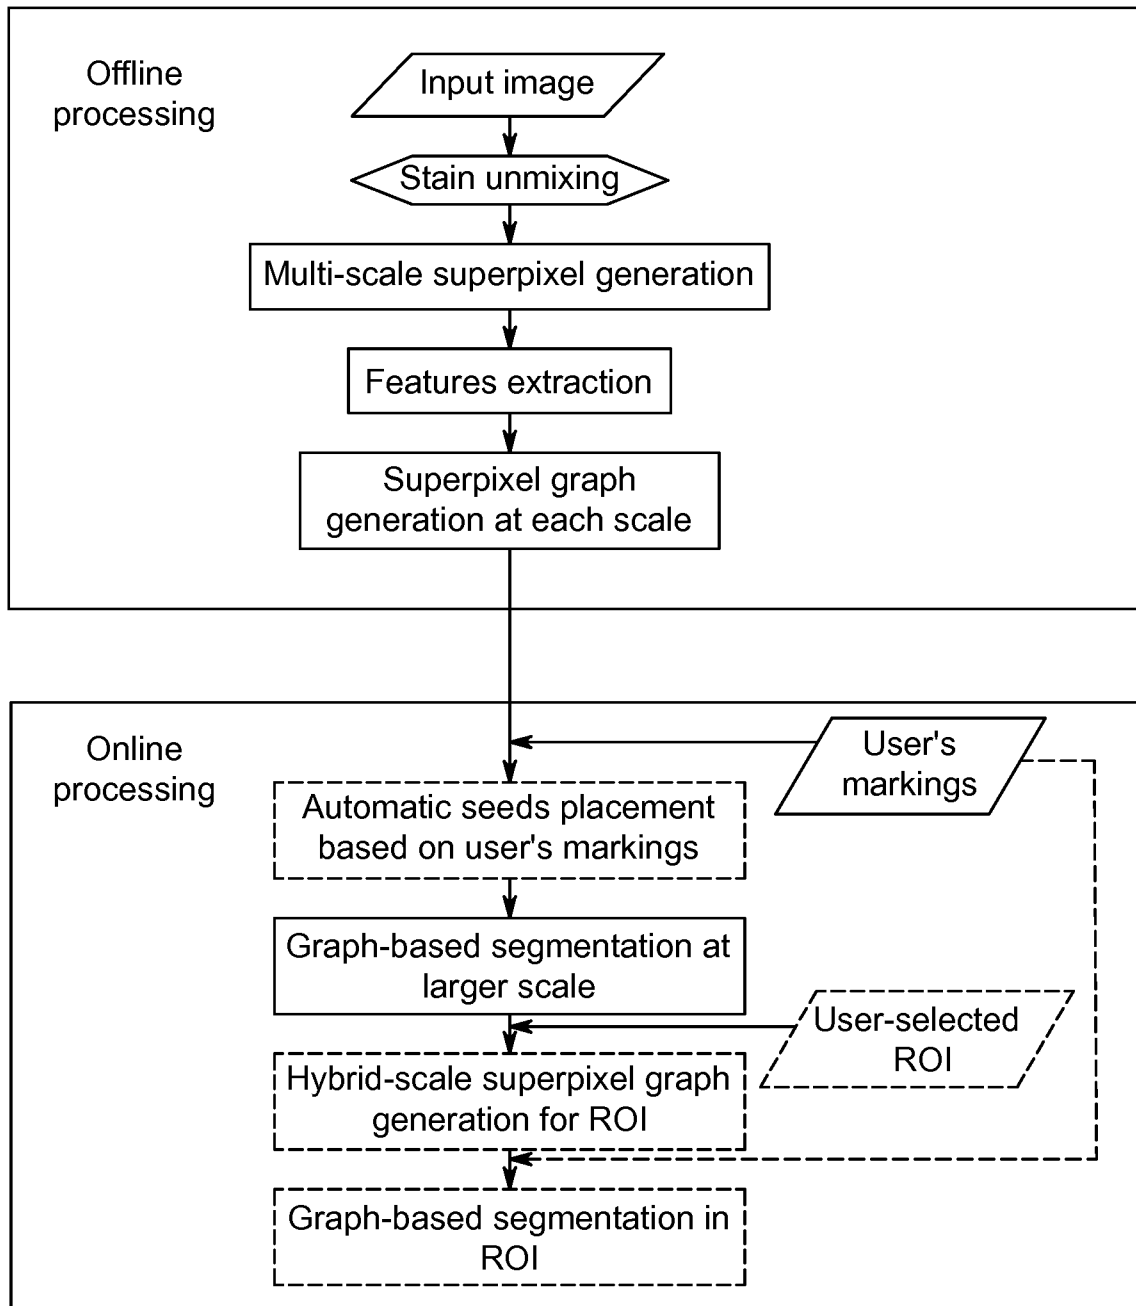 Offline
processing
Input image
Stain unmixing
Multi-scale superpixel generation
Features extraction
Superpixel graph
generation at each scale
Online
processing
User's
markings
Automatic seeds placement
based on user's markings
Graph-based segmentation at
larger scale
User-selected
ROI
Hybrid-scale superpixel graph
generation for ROI
Graph-based segmentation in
ROI